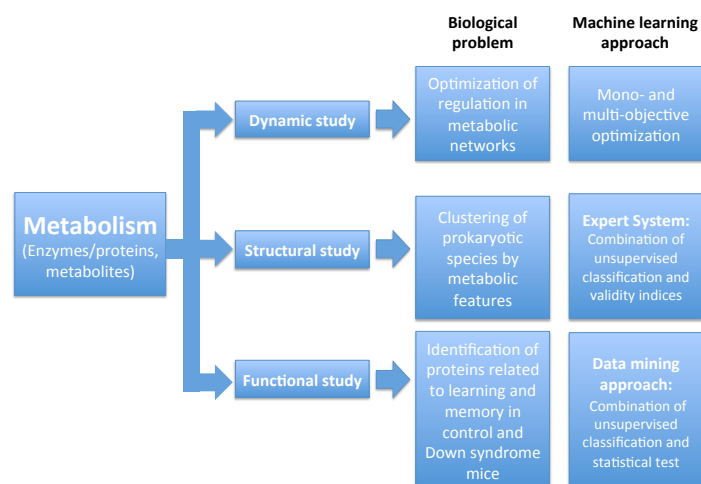 Biological
problem
Machine learning
approach
Dynamic study
Optimization of
regulation in
metabolic
networks
Mono- and
multi-objective
optimization
Metabolism
(Enzymes/proteins,
metabolites)
Structural study
Clustering of
prokaryotic
species by
metabolic
features
Expert System:
Combination of
unsupervised
classification and
validity indices
Functional study
Identification of
proteins related
to learning and
memory in
control and
Down syndrome
mice
Data mining
approach:
Combination of
unsupervised
classification and
statistical test